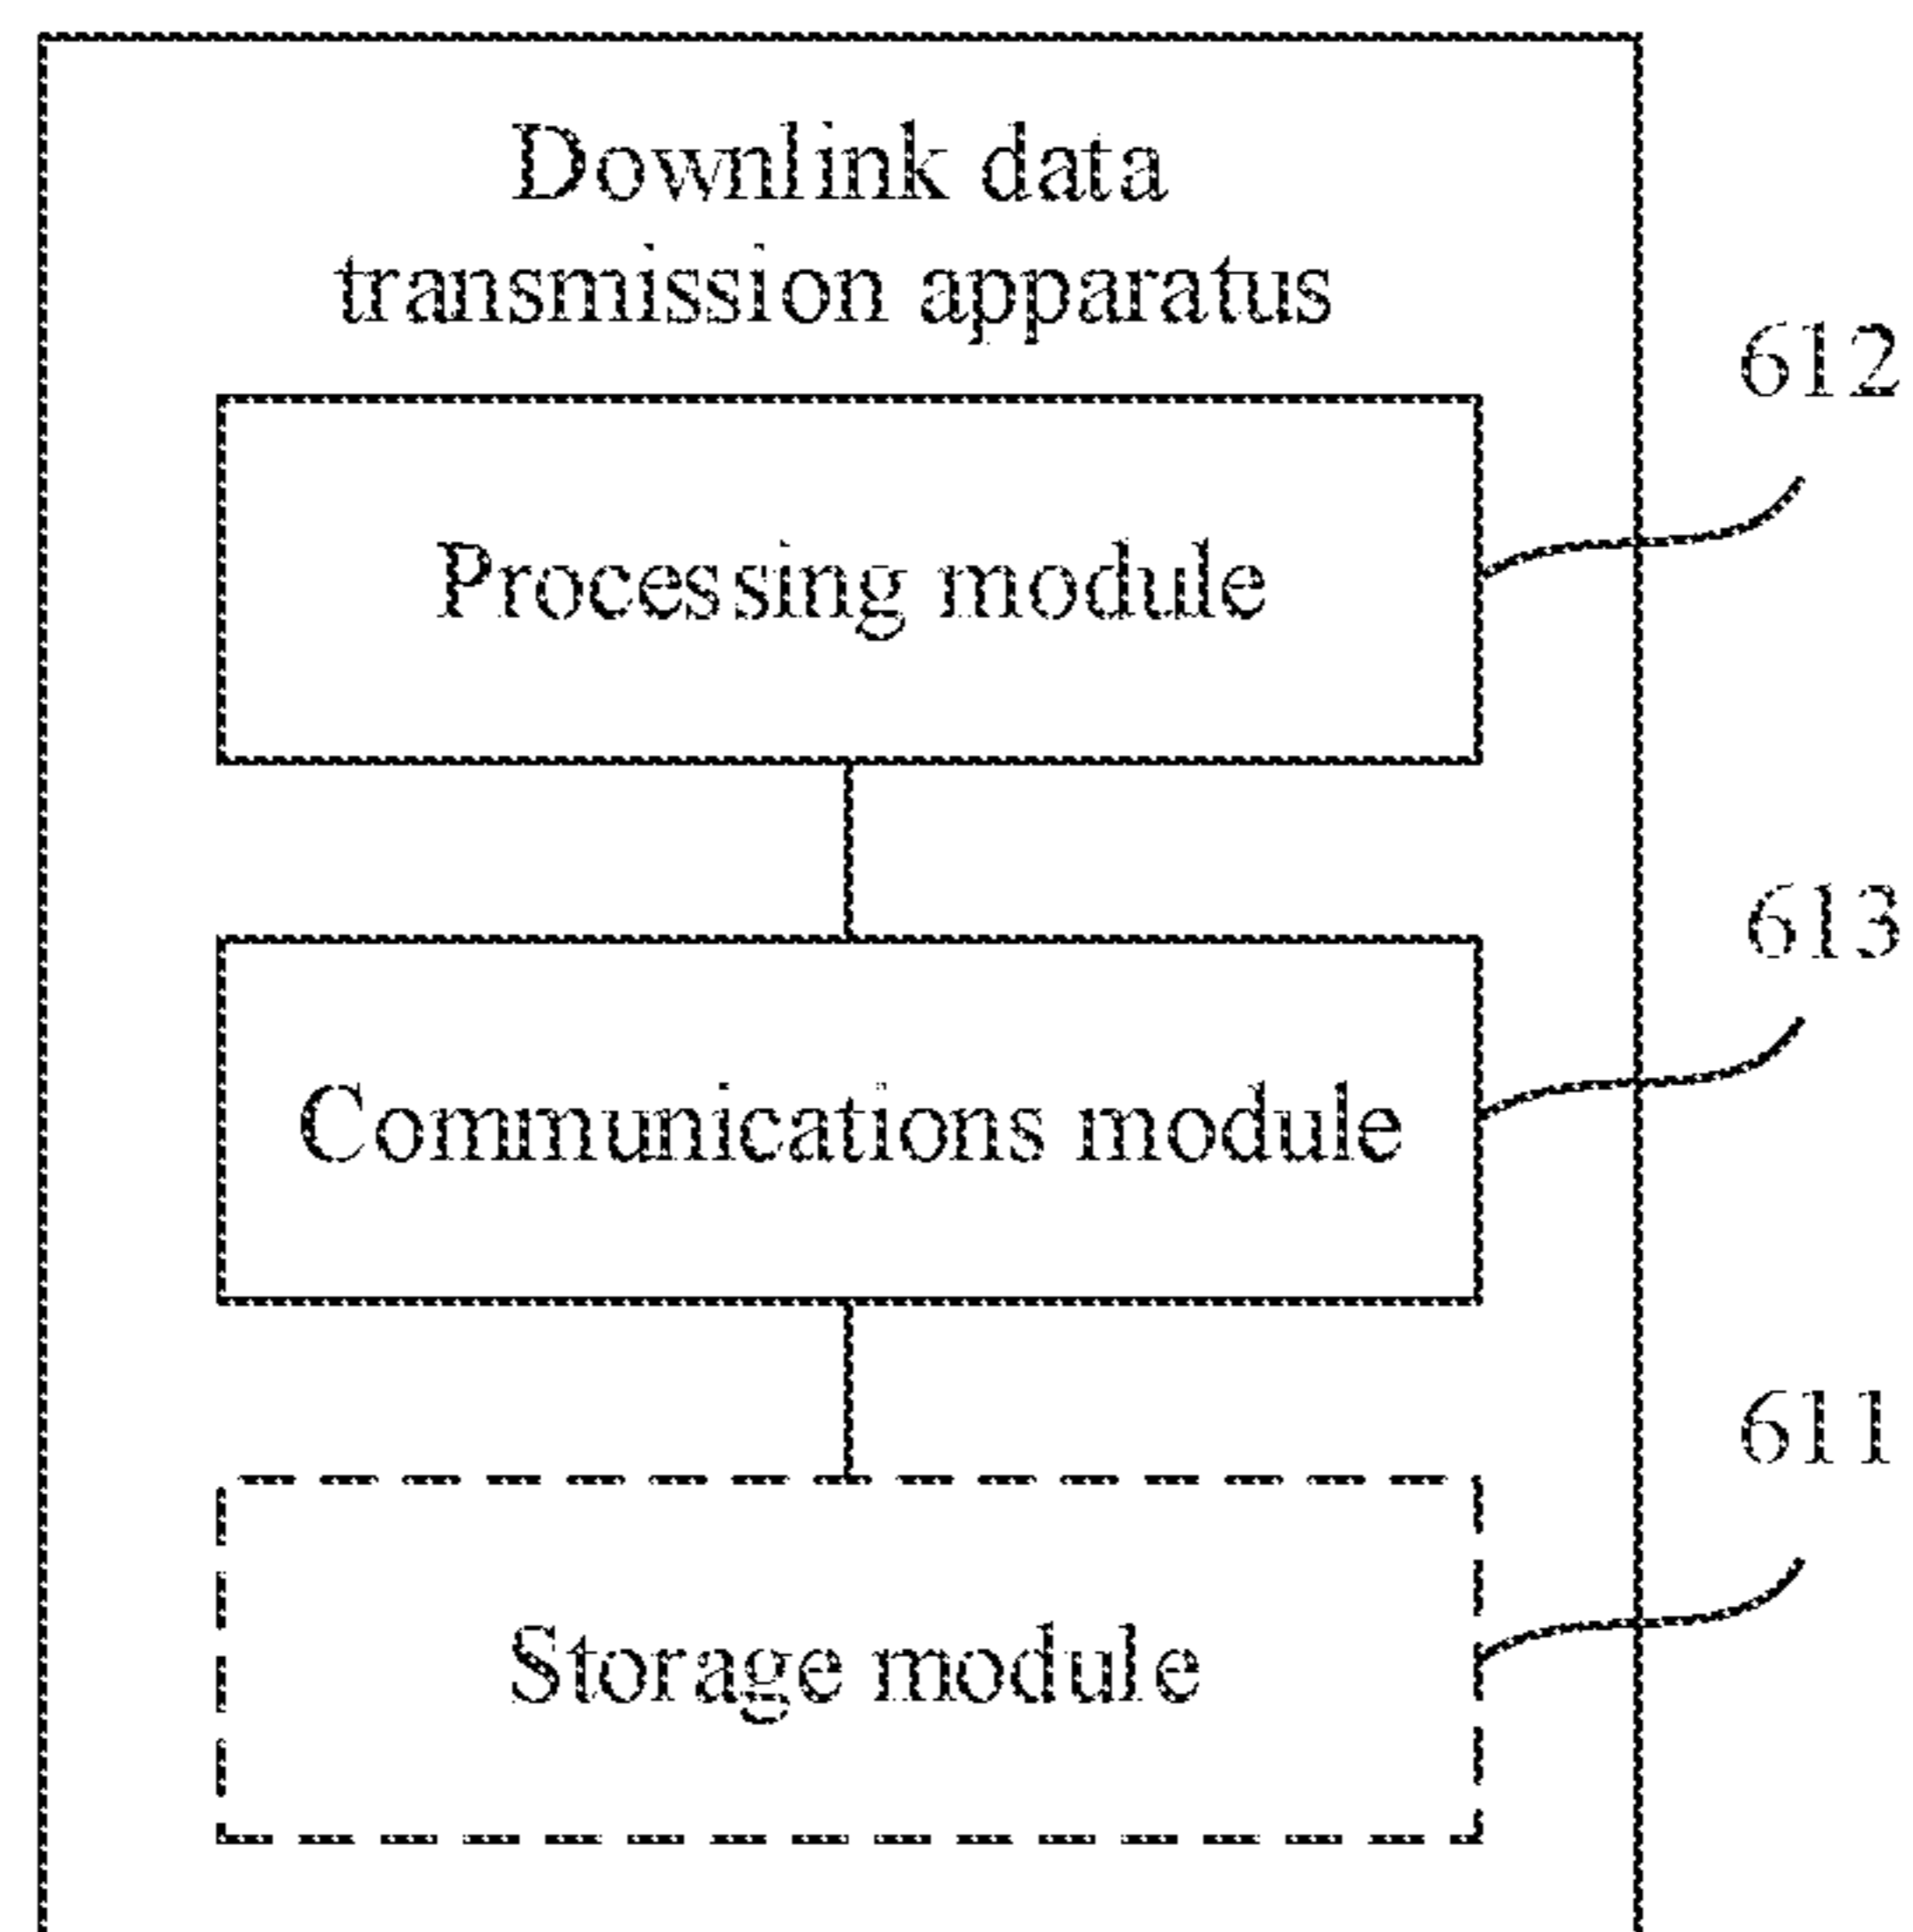 Downlink data
transmission apparatus
612
Processing module
613
Communications module
611
Storage module